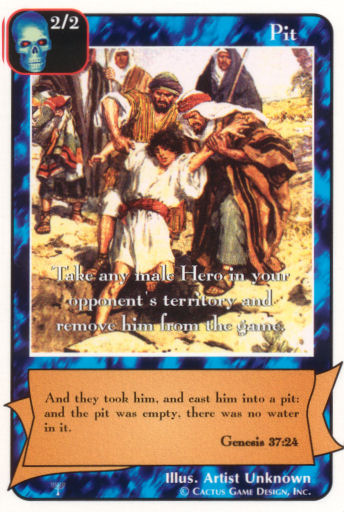 2/2
Pit
Take any male Hero in your
opponent s territory and
remove him from the game.
And they took him, and cast him into a pit:
and the pit was empty, there was no water
in it.
Genesis 37:24
Illus. Artist Unknown
© Cactus Game Design, Inc.